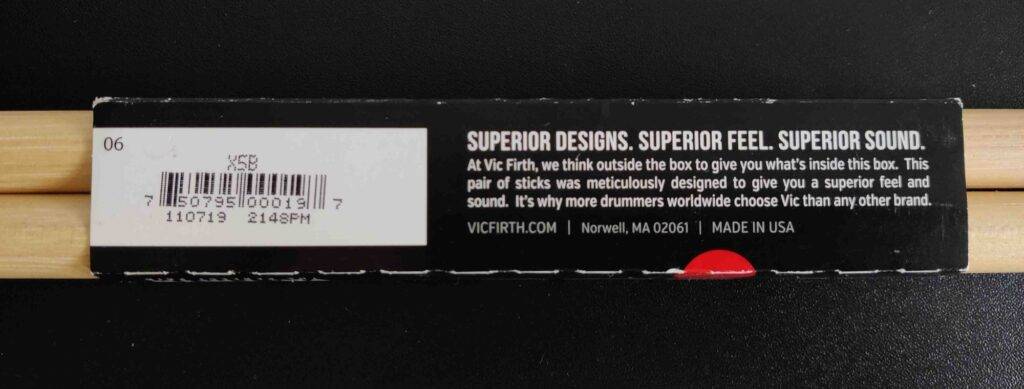 06
X5B
7 50795 00019 7
110719 2148PM
SUPERIOR DESIGNS. SUPERIOR FEEL. SUPERIOR SOUND.
At Vic Firth, we think outside the box to give you what's inside this box. This
pair of sticks was meticulously designed to give you a superior feel and
sound. It's why more drummers worldwide choose Vic than any other brand.
VICFIRTH.COM | Norwell, MA 02061 | MADE IN USA